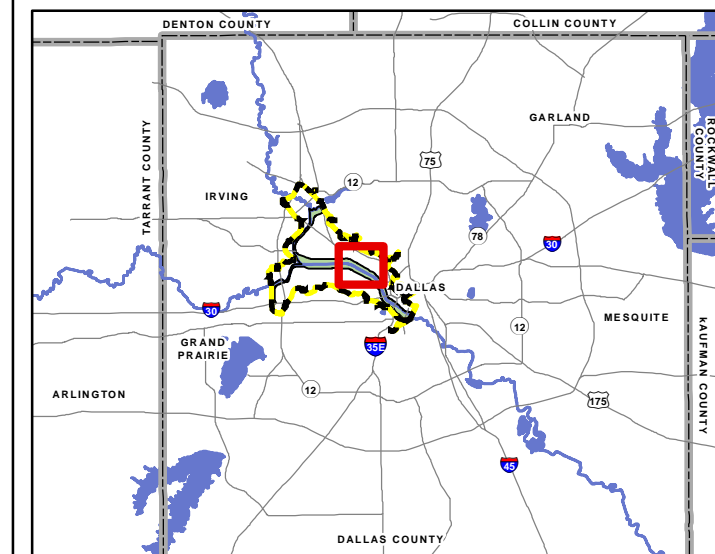 DENTON COUNTY
COLLIN COUNTY
TARRANT COUNTY
ROCKWALL
COUNTY
GARLAND
75
12
IRVING
78
30
DALLAS
30
MESQUITE
12
GRAND
PRAIRIE
35E
KAUFMAN COUNTY
ARLINGTON
12
175
45
DALLAS COUNTY